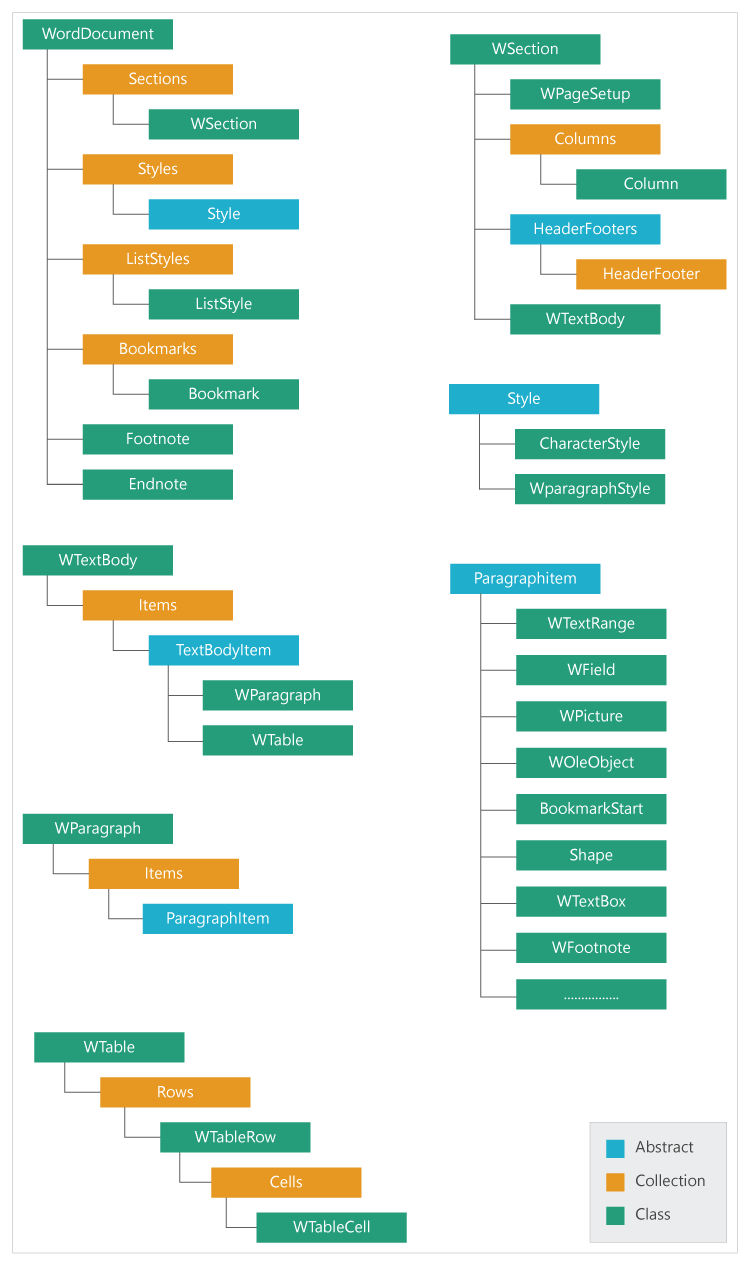 WordDocument
Sections
WSection
Styles
Style
ListStyles
ListStyle
Bookmarks
Bookmark
Footnote
Endnote
WSection
WPageSetup
Columns
Column
HeaderFooters
HeaderFooter
WTextBody
Style
CharacterStyle
WparagraphStyle
WTextBody
Items
TextBodyItem
WParagraph
WTable
Paragraphitem
WTextRange
WField
WPicture
WOleObject
BookmarkStart
Shape
WTextBox
WFootnote
................
WParagraph
Items
ParagraphItem
WTable
Rows
WTableRow
Cells
WTableCell
Abstract
Collection
Class